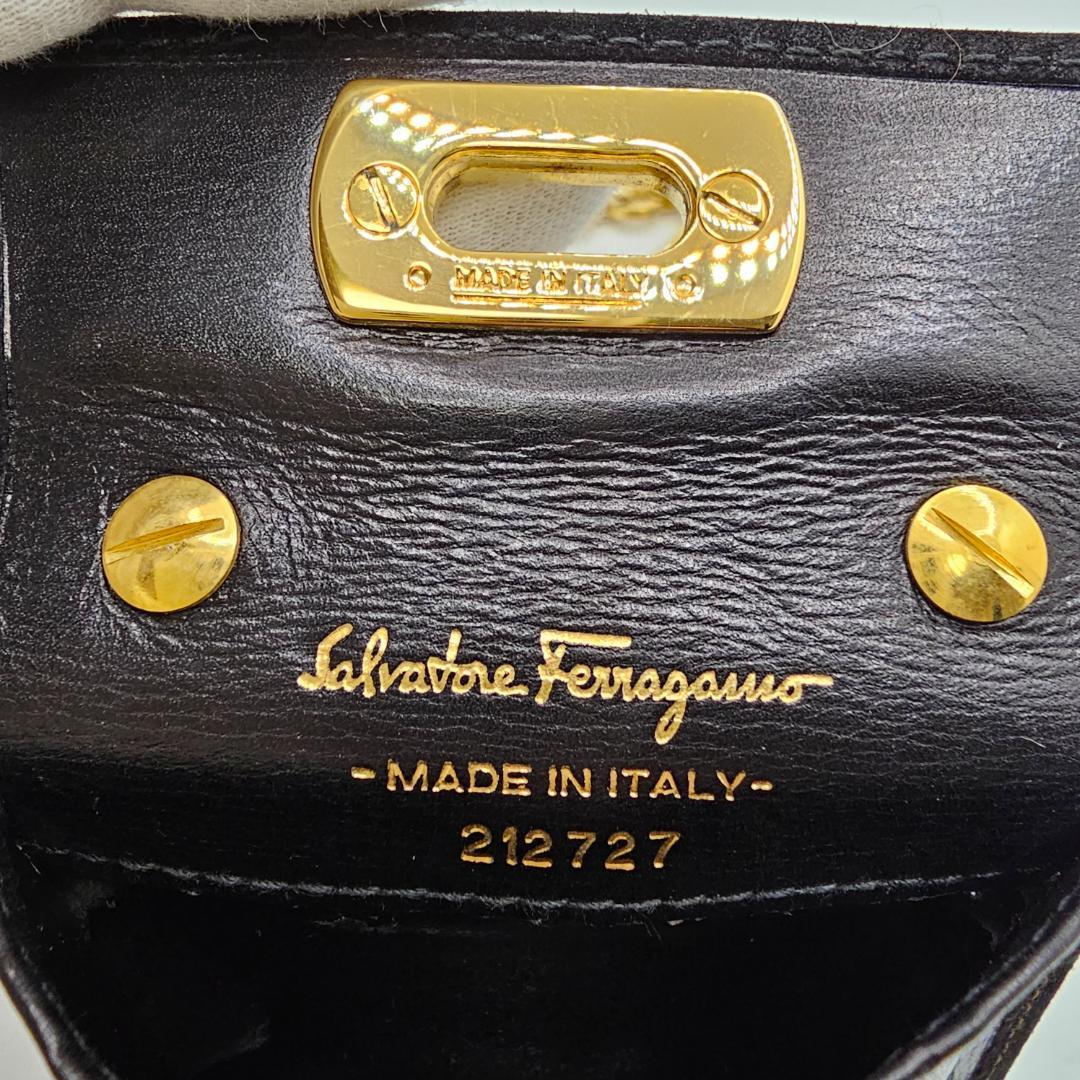 MADE IN ITALY
Salvatore Ferragamo
-MADE IN ITALY-
212727